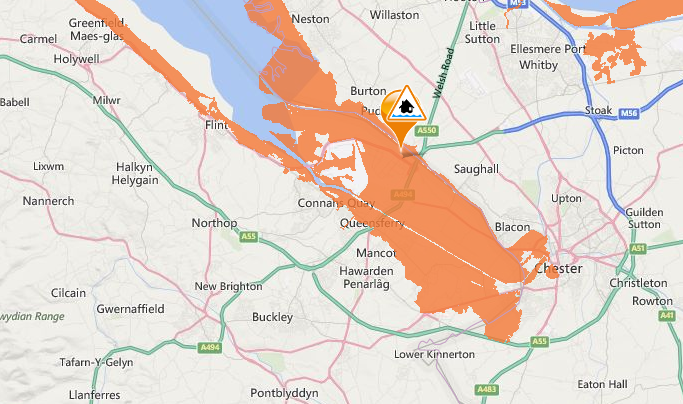 Neston
Willaston
M53
Greenfield
Maes-glas
Little
Sutton
Carmel
Holywell
Ellesmere Port
Whitby
Welsh Road
Burton
Babell
Milwr
Stoak
M56
Flint
A550
Picton
Lixwm
Halkyn
Helygain
Saughall
Nannerch
Connahs Quay
Upton
Guilden
Sutton
Northop
Queensferry
Blacon
A55
A51
Mancot
Hawarden
Penarlâg
Chester
Cilcain
New Brighton
Christleton
Rowton
Gwernaffield
wydian Range
Buckley
A41
A494
A55
Lower Kinnerton
Tafarn-Y-Gelyn
Llanferres
Pontblyddyn
A483
Eaton Hall